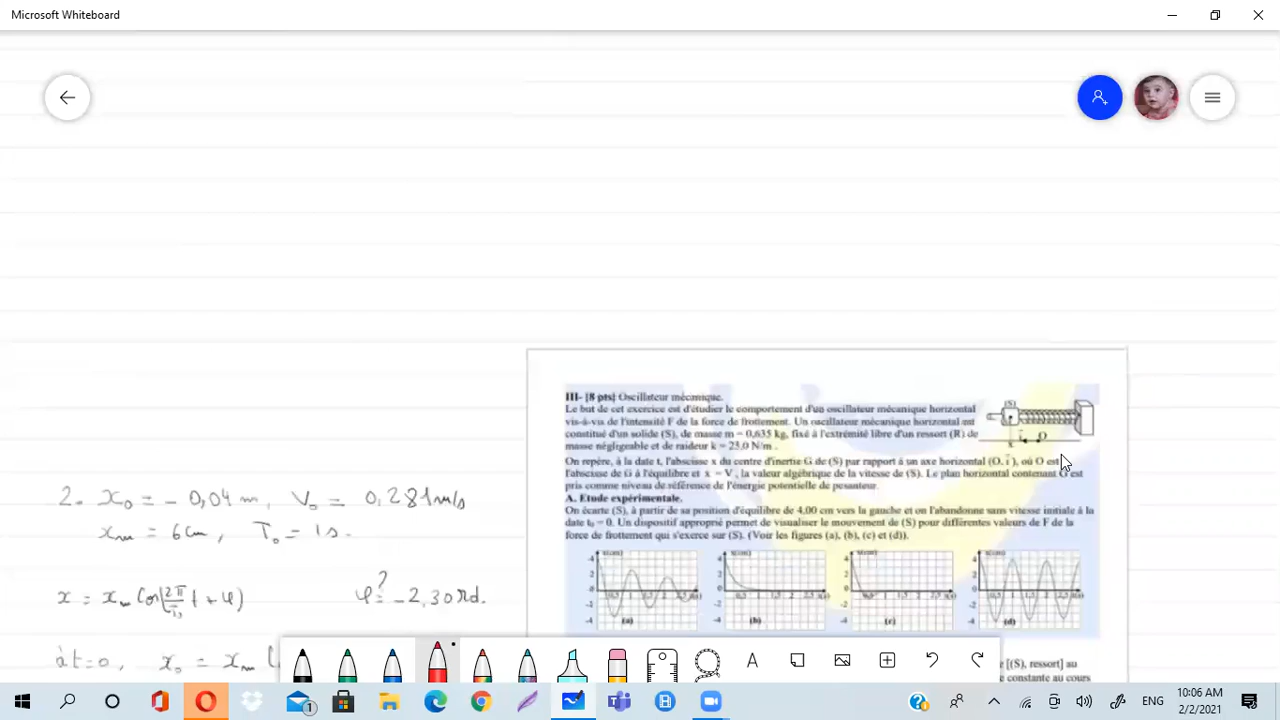 Microsoft Whiteboard
2- x₀ = - 0,04 m, V₀ = 0,281 m/s
xₘ = 6 cm, T₀ = 1 s.
x = xₘ Cos(2π/T₀ t + φ) φ? = -2,30 rd.
à t=0, x₀ = xₘ
III- [8 pts] Oscillateur mécanique.
Le but de cet exercice est d'étudier le comportement d'un oscillateur mécanique horizontal
vis-à-vis de l'intensité F de la force de frottement. Un oscillateur mécanique horizontal est
constitué d'un solide (S), de masse m = 0,635 kg, fixé à l'extrémité libre d'un ressort (R) de
masse négligeable et de raideur k = 25,0 N/m .
(S)
x O
On repère, à la date t, l'abscisse x du centre d'inertie G de (S) par rapport à un axe horizontal (O, i ), où O est
l'abscisse de G à l'équilibre et x = V , la valeur algébrique de la vitesse de (S). Le plan horizontal contenant G est
pris comme niveau de référence de l'énergie potentielle de pesanteur.
A. Etude expérimentale.
On écarte (S), à partir de sa position d'équilibre de 4,00 cm vers la gauche et on l'abandonne sans vitesse initiale à la
date t₀ = 0. Un dispositif approprié permet de visualiser le mouvement de (S) pour différentes valeurs de F de la
force de frottement qui s'exerce sur (S). (Voir les figures (a), (b), (c) et (d)).
(a) (b) (c) (d)
e [(S), ressort] au
e constante au cours
A
1
ENG
10:06 AM
2/2/2021